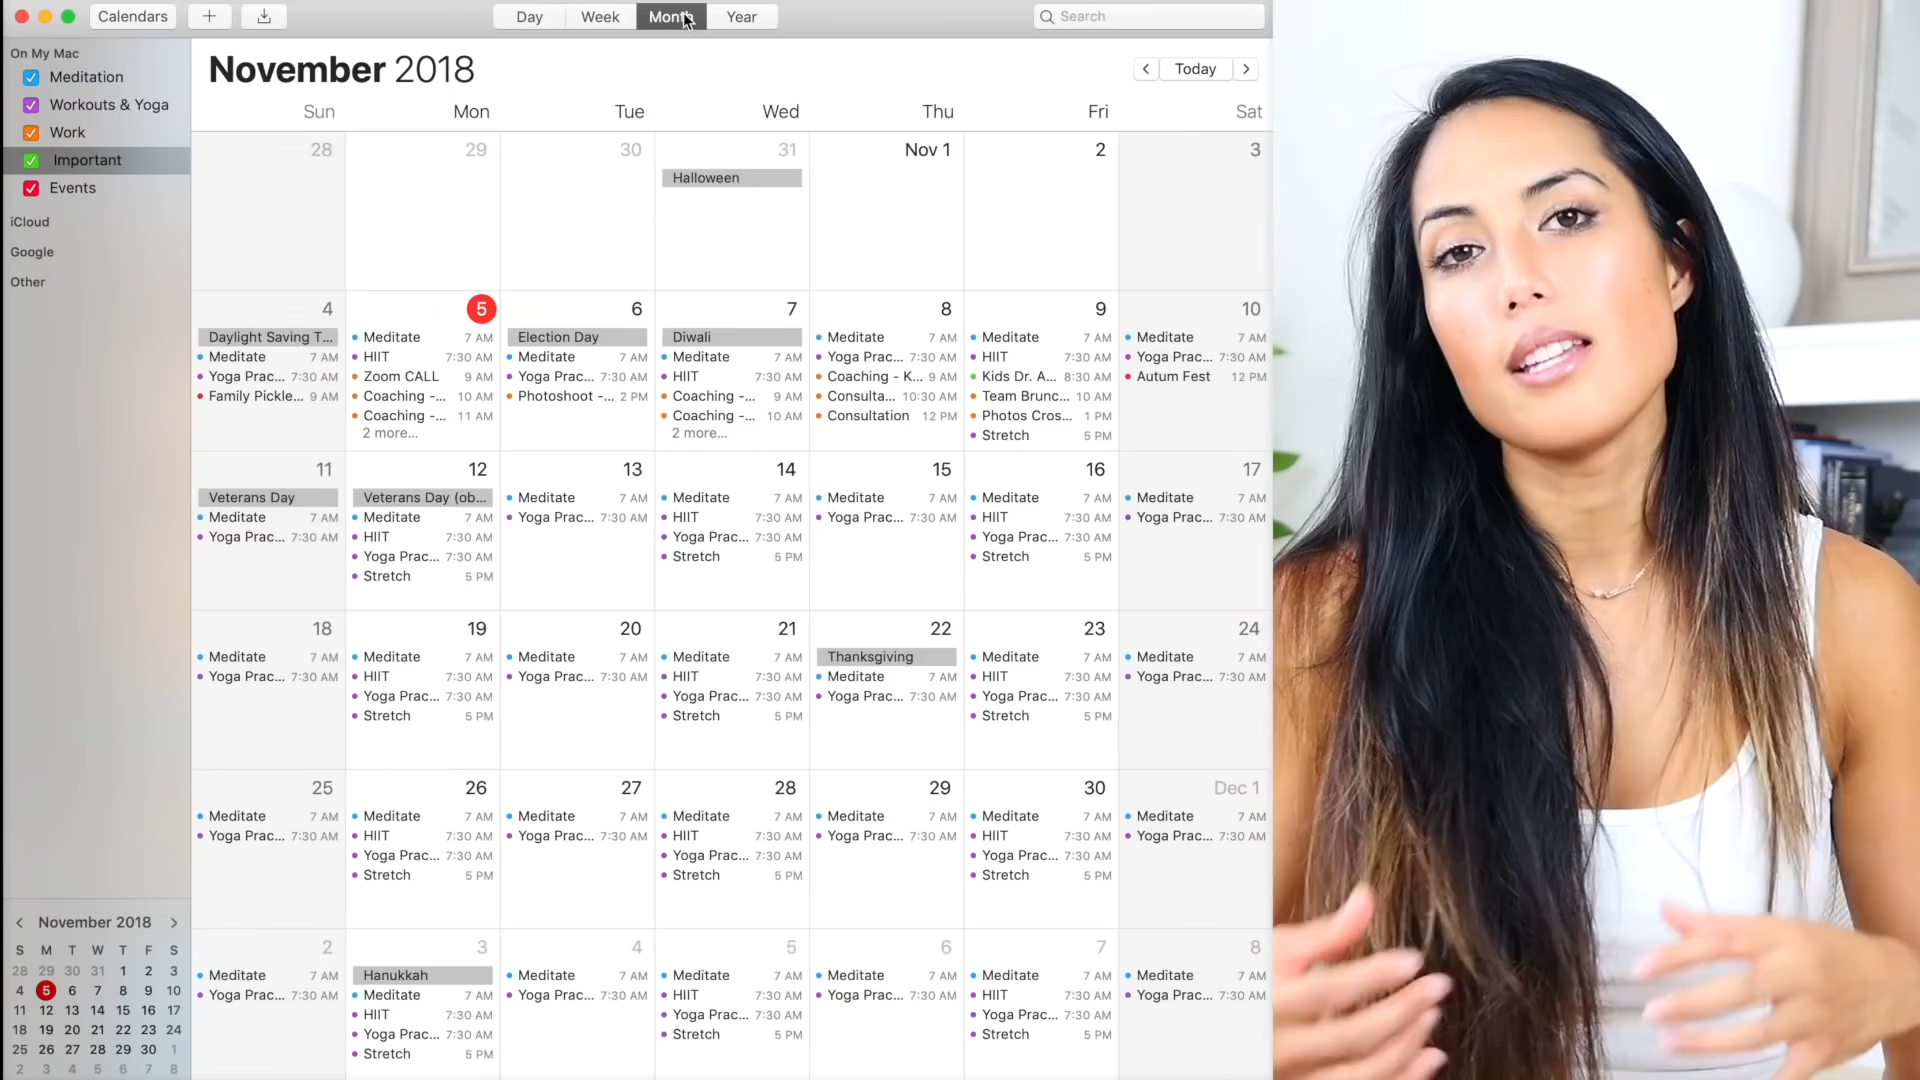 Calendars + Day Week Month Year Search
On My Mac
Meditation
Workouts & Yoga
Work
Important
Events
iCloud
Google
Other
November 2018
Today
Sun Mon Tue Wed Thu Fri Sat
28 29 30 31 Nov 1 2 3
Halloween
4 5 6 7 8 9 10
Daylight Saving T... Meditate 7 AM Election Day Diwali Meditate 7 AM Meditate 7 AM Meditate 7 AM
Meditate 7 AM HIIT 7:30 AM Meditate 7 AM Meditate 7 AM Yoga Prac... 7:30 AM HIIT 7:30 AM Yoga Prac... 7:30 AM
Yoga Prac... 7:30 AM Zoom CALL 9 AM Yoga Prac... 7:30 AM HIIT 7:30 AM Coaching - K... 9 AM Kids Dr. A... 8:30 AM Autum Fest 12 PM
Family Pickle... 9 AM Coaching -... 10 AM Photoshoot -... 2 PM Coaching -... 9 AM Consulta... 10:30 AM Team Brunc... 10 AM
Coaching -... 11 AM Coaching -... 10 AM Consultation 12 PM Photos Cros... 1 PM
2 more... 2 more... Stretch 5 PM
11 12 13 14 15 16 17
Veterans Day Veterans Day (ob... Meditate 7 AM Meditate 7 AM Meditate 7 AM Meditate 7 AM Meditate 7 AM
Meditate 7 AM Meditate 7 AM Yoga Prac... 7:30 AM HIIT 7:30 AM Yoga Prac... 7:30 AM HIIT 7:30 AM Yoga Prac... 7:30 AM
Yoga Prac... 7:30 AM HIIT 7:30 AM Yoga Prac... 7:30 AM Yoga Prac... 7:30 AM
Yoga Prac... 7:30 AM Stretch 5 PM Stretch 5 PM
Stretch 5 PM
18 19 20 21 22 23 24
Meditate 7 AM Meditate 7 AM Meditate 7 AM Meditate 7 AM Thanksgiving Meditate 7 AM Meditate 7 AM
Yoga Prac... 7:30 AM HIIT 7:30 AM Yoga Prac... 7:30 AM HIIT 7:30 AM Meditate 7 AM HIIT 7:30 AM Yoga Prac... 7:30 AM
Yoga Prac... 7:30 AM Yoga Prac... 7:30 AM Yoga Prac... 7:30 AM Yoga Prac... 7:30 AM
Stretch 5 PM Stretch 5 PM Stretch 5 PM
25 26 27 28 29 30 Dec 1
Meditate 7 AM Meditate 7 AM Meditate 7 AM Meditate 7 AM Meditate 7 AM Meditate 7 AM Meditate 7 AM
Yoga Prac... 7:30 AM HIIT 7:30 AM Yoga Prac... 7:30 AM HIIT 7:30 AM Yoga Prac... 7:30 AM HIIT 7:30 AM Yoga Prac... 7:30 AM
Yoga Prac... 7:30 AM Yoga Prac... 7:30 AM Yoga Prac... 7:30 AM
Stretch 5 PM Stretch 5 PM Stretch 5 PM
2 3 4 5 6 7 8
Meditate 7 AM Hanukkah Meditate 7 AM Meditate 7 AM Meditate 7 AM Meditate 7 AM Meditate 7 AM
Yoga Prac... 7:30 AM Meditate 7 AM Yoga Prac... 7:30 AM HIIT 7:30 AM Yoga Prac... 7:30 AM HIIT 7:30 AM Yoga Prac... 7:30 AM
HIIT 7:30 AM Yoga Prac... 7:30 AM Yoga Prac... 7:30 AM
Yoga Prac... 7:30 AM Stretch 5 PM Stretch 5 PM
Stretch 5 PM
November 2018
S M T W T F S
28 29 30 31 1 2 3
4 5 6 7 8 9 10
11 12 13 14 15 16 17
18 19 20 21 22 23 24
25 26 27 28 29 30 1
2 3 4 5 6 7 8